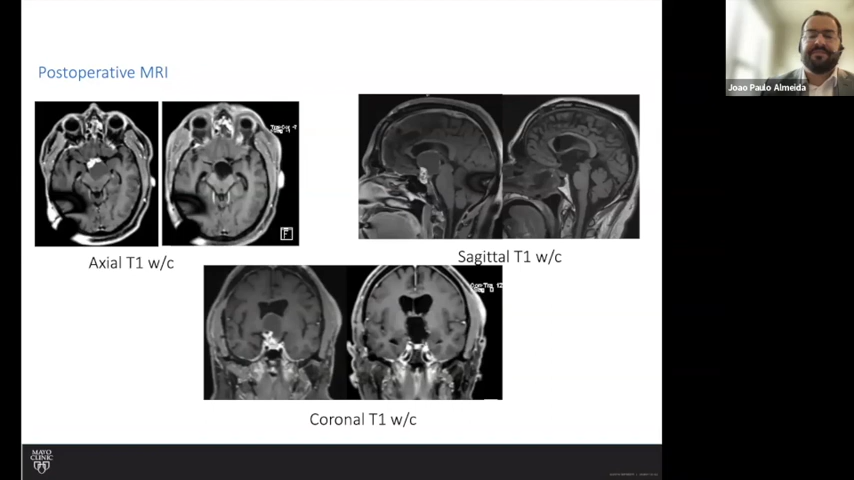 Postoperative MRI
Joao Paulo Almeida
F
Axial T1 w/c
Sagittal T1 w/c
Coronal T1 w/c
MAYO
CLINIC